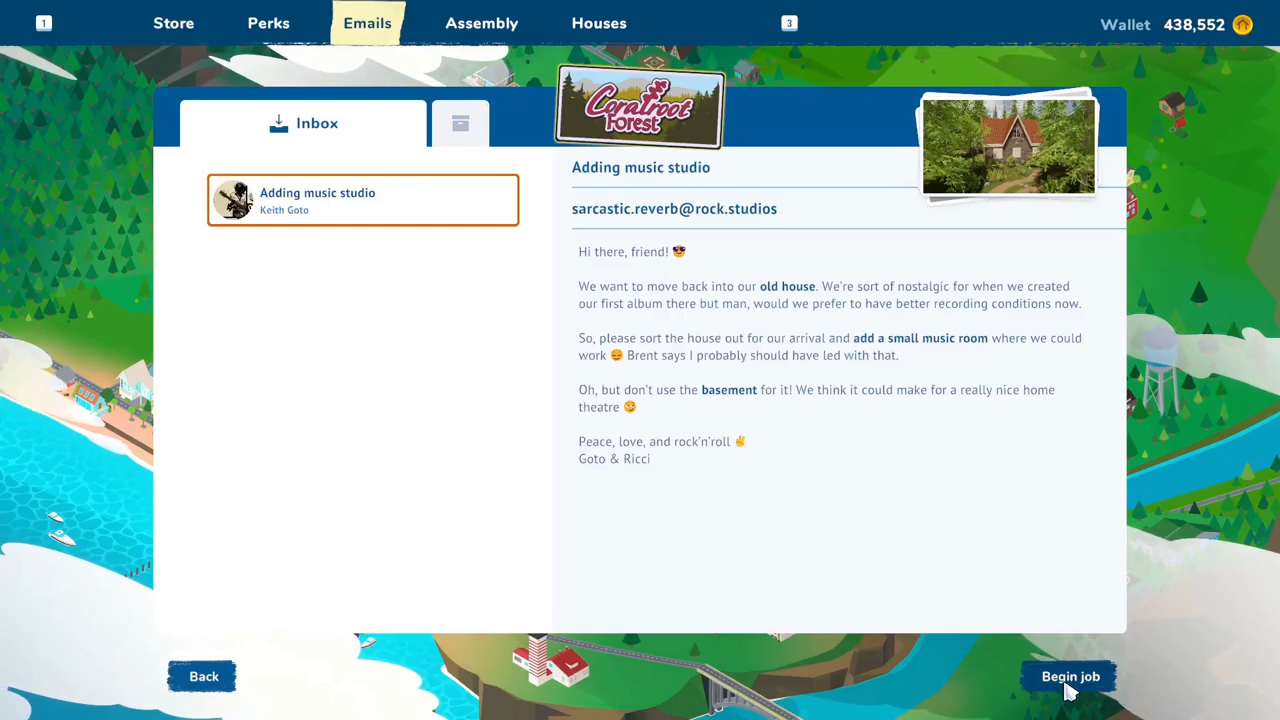 1 Store Perks Emails Assembly Houses 3 Wallet 438,552
Inbox
Coralroot Forest
Adding music studio
Keith Goto
Adding music studio
sarcastic.reverb@rock.studios
Hi there, friend! 😎
We want to move back into our old house. We're sort of nostalgic for when we created
our first album there but man, would we prefer to have better recording conditions now.
So, please sort the house out for our arrival and add a small music room where we could
work 😄 Brent says I probably should have led with that.
Oh, but don't use the basement for it! We think it could make for a really nice home
theatre 😳
Peace, love, and rock'n'roll ✌
Goto & Ricci
Back Begin job